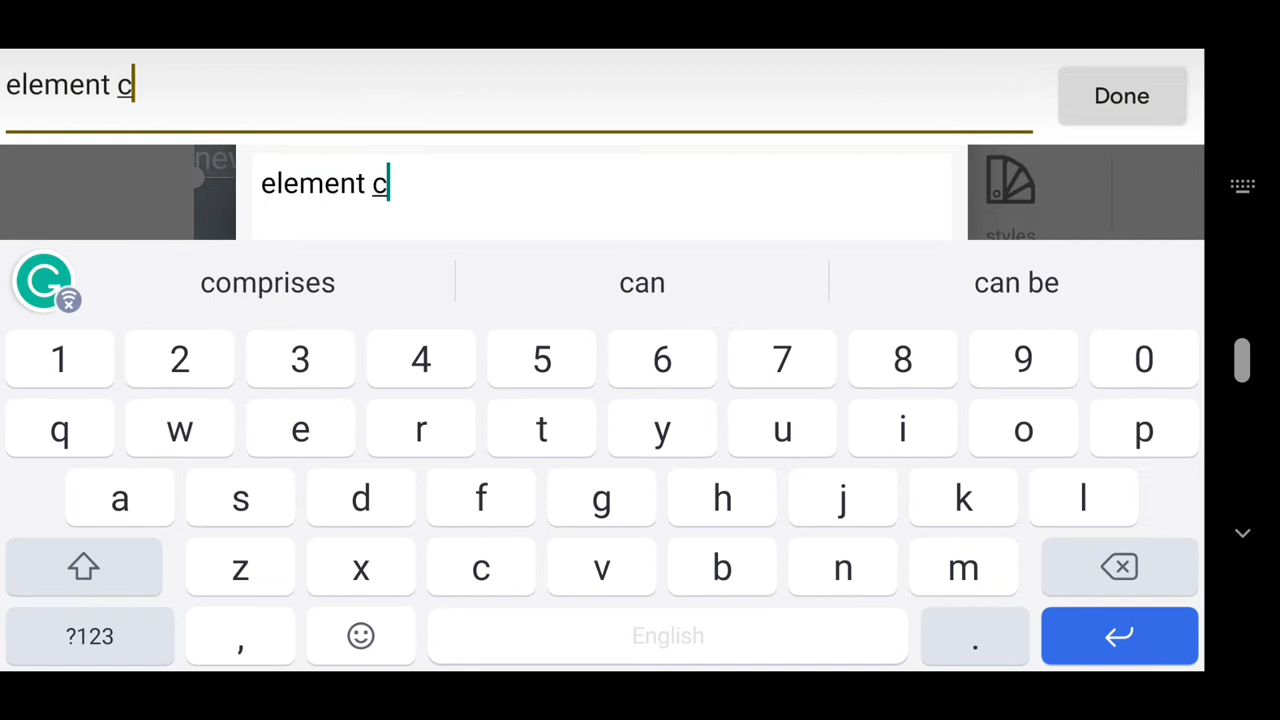 element c
Done
new
element c
styles
comprises can can be
1 2 3 4 5 6 7 8 9 0
q w e r t y u i o p
a s d f g h j k l
z x c v b n m
?123 , English .